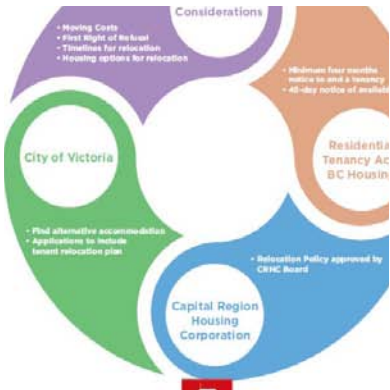 Considerations
• Moving Costs
• First Right of Refusal
• Timelines for relocation
• Housing options for relocation
• Minimum four months
notice to end a tenancy
• 45-day notice of availabl
City of Victoria
Residentia
Tenancy Ac
BC Housin
• Find alternative accommodation
• Applications to include
tenant relocation plan
• Relocation Policy approved by
CRHC Board
Capital Region
Housing
Corporation